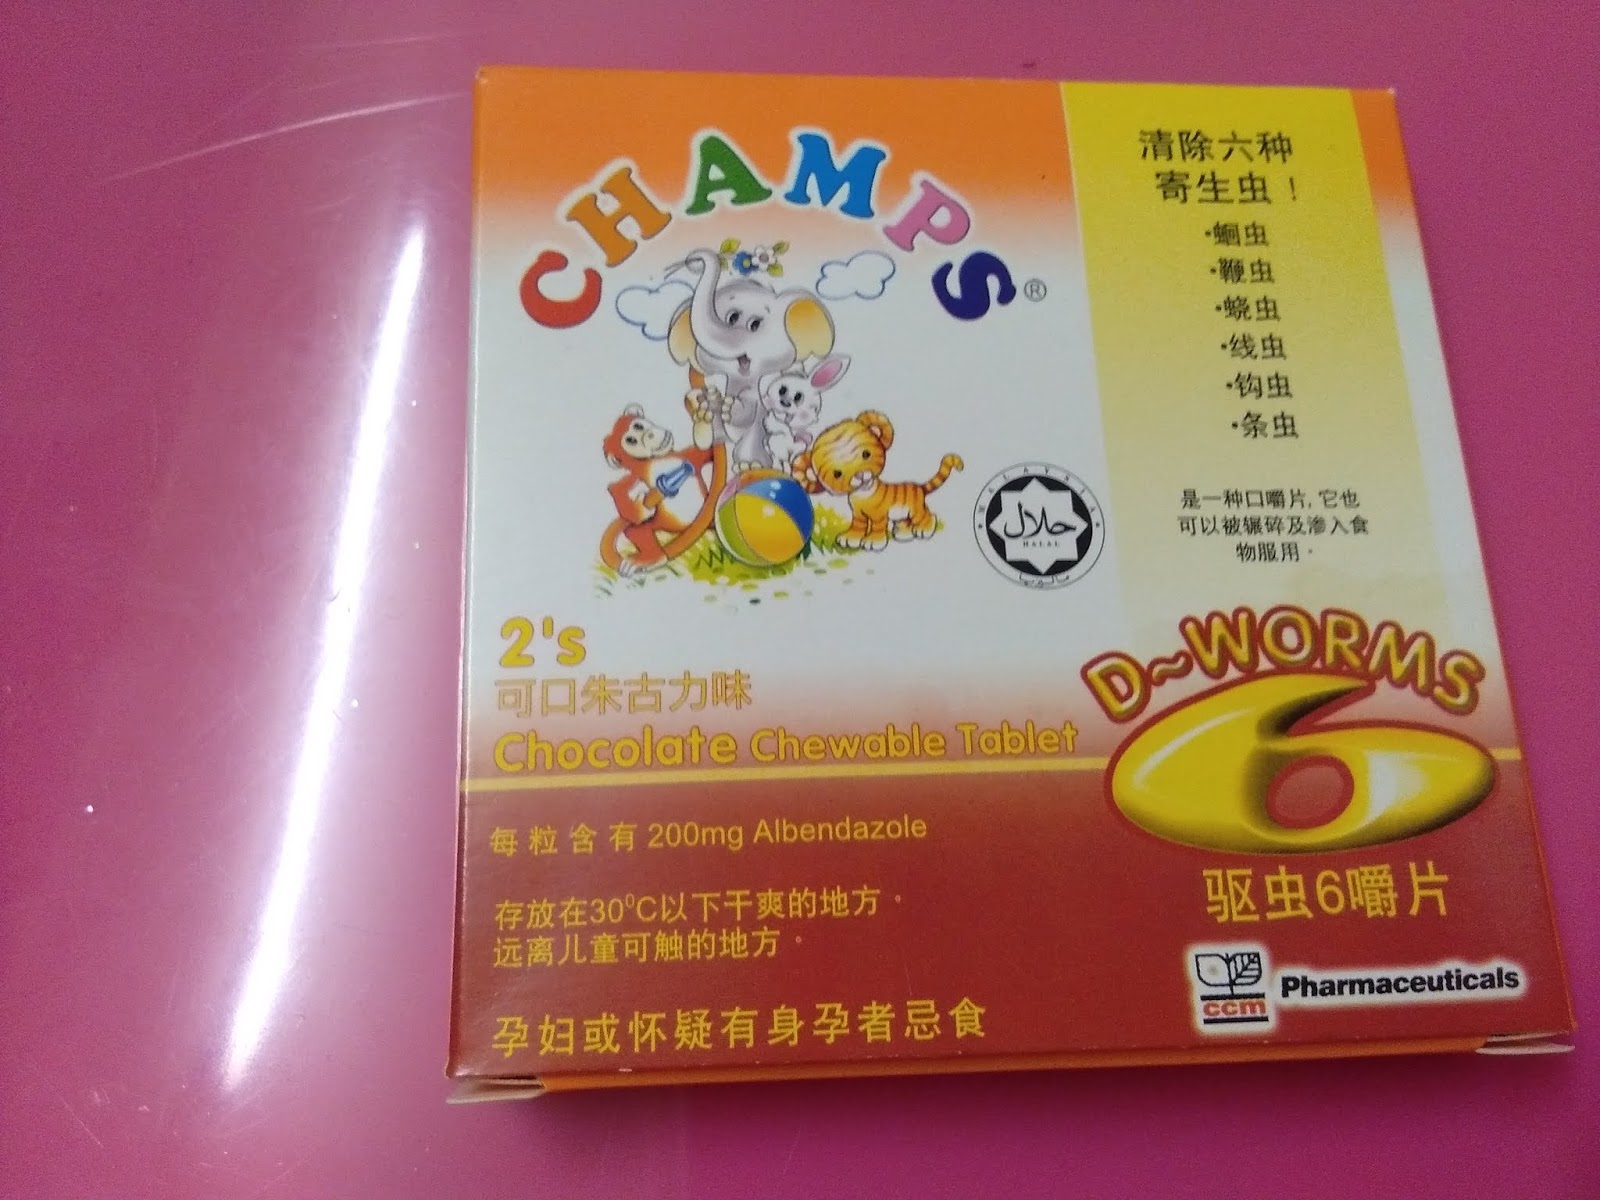 CHAMPS®
清除六种
寄生虫！
·蛔虫
·鞭虫
·蛲虫
·线虫
·钩虫
·条虫
是一种口嚼片, 它也
可以被辗碎及渗入食
物服用。
MALAYSIA
حلال
HALAL
2's
可口朱古力味
Chocolate Chewable Tablet
D~WORMS
6
驱虫6嚼片
每粒含有 200mg Albendazole
存放在30⁰C以下干爽的地方。
远离儿童可触的地方。
孕妇或怀疑有身孕者忌食
ccm Pharmaceuticals